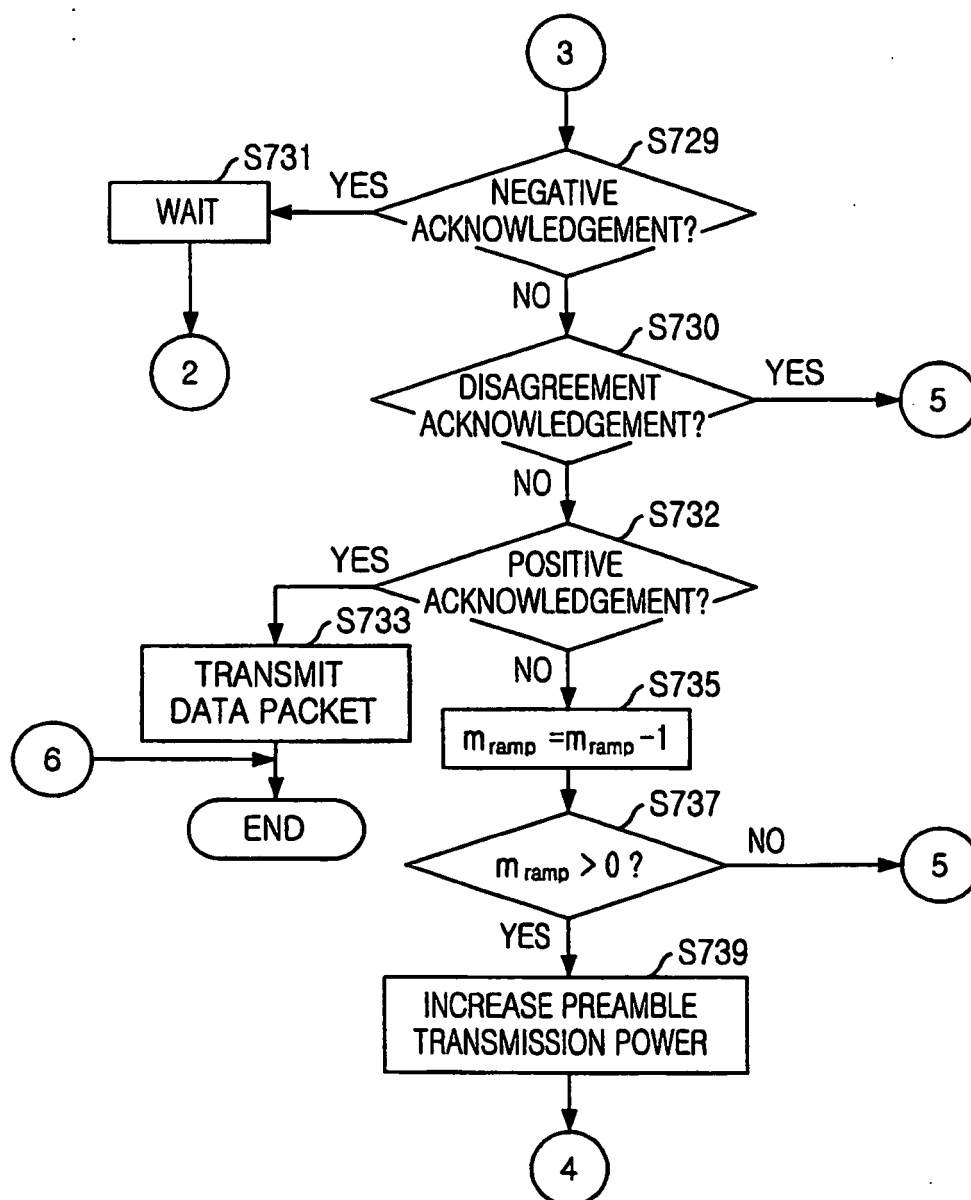 3
S729
S731
YES
WAIT
NEGATIVE
ACKNOWLEDGEMENT?
NO
2
S730
DISAGREEMENT
ACKNOWLEDGEMENT?
YES
5
NO
S732
YES
POSITIVE
ACKNOWLEDGEMENT?
S733
TRANSMIT
DATA PACKET
NO
S735
m_ramp = m_ramp - 1
6
END
S737
m_ramp > 0 ?
NO
5
YES
S739
INCREASE PREAMBLE
TRANSMISSION POWER
4